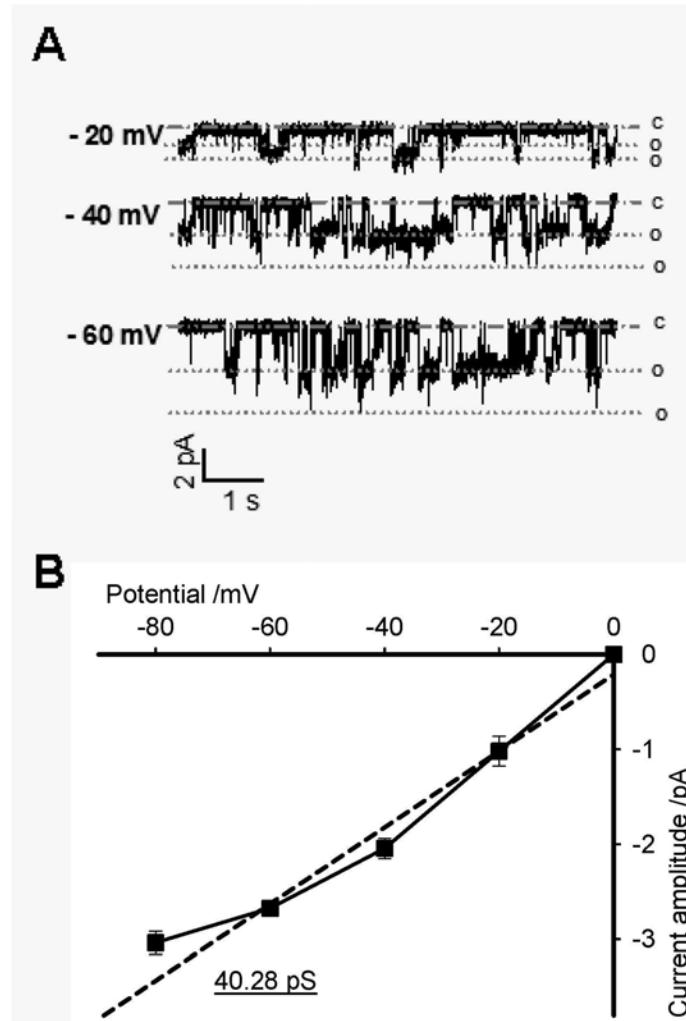 A
- 20 mV
c
o
o
- 40 mV
c
o
o
- 60 mV
c
o
o
2 pA
1 s
B
Potential /mV
-80 -60 -40 -20 0
0
-1
-2
-3
Current amplitude /pA
40.28 pS